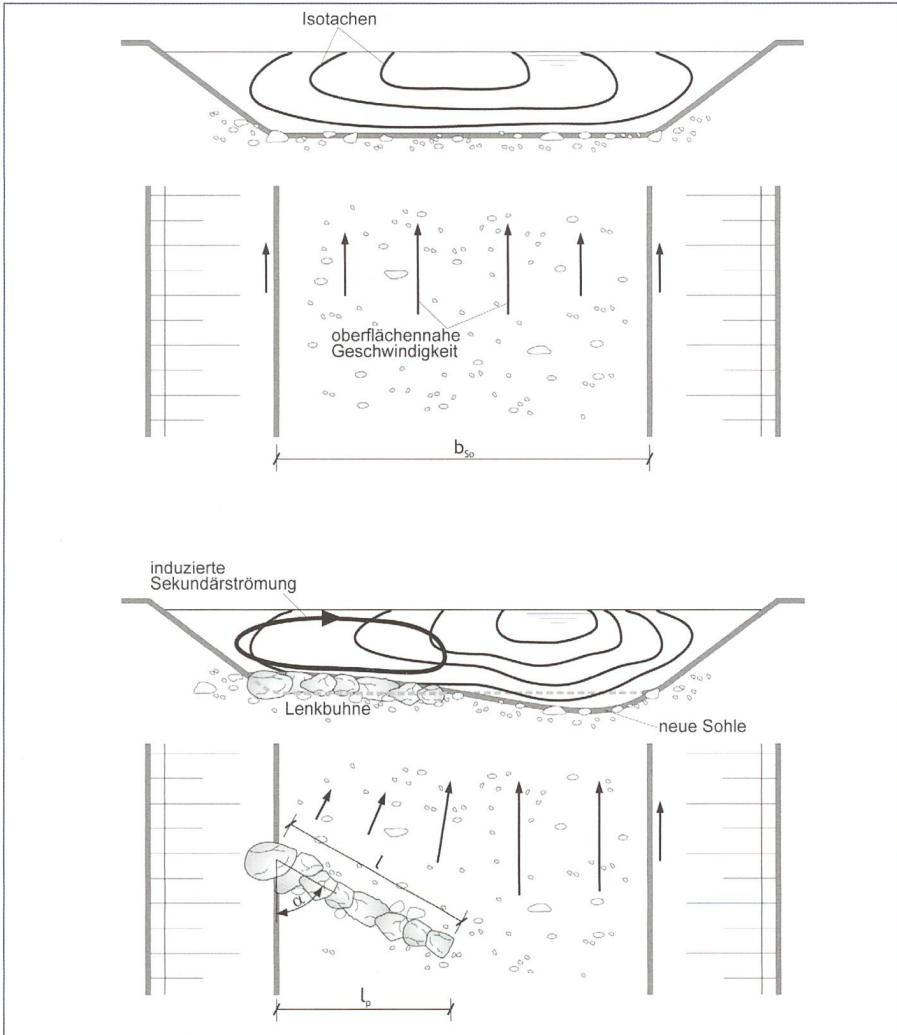 Isotachen
oberflächennahe
Geschwindigkeit
b_So
induzierte
Sekundärströmung
Lenkbuhne
neue Sohle
l
α
l_p